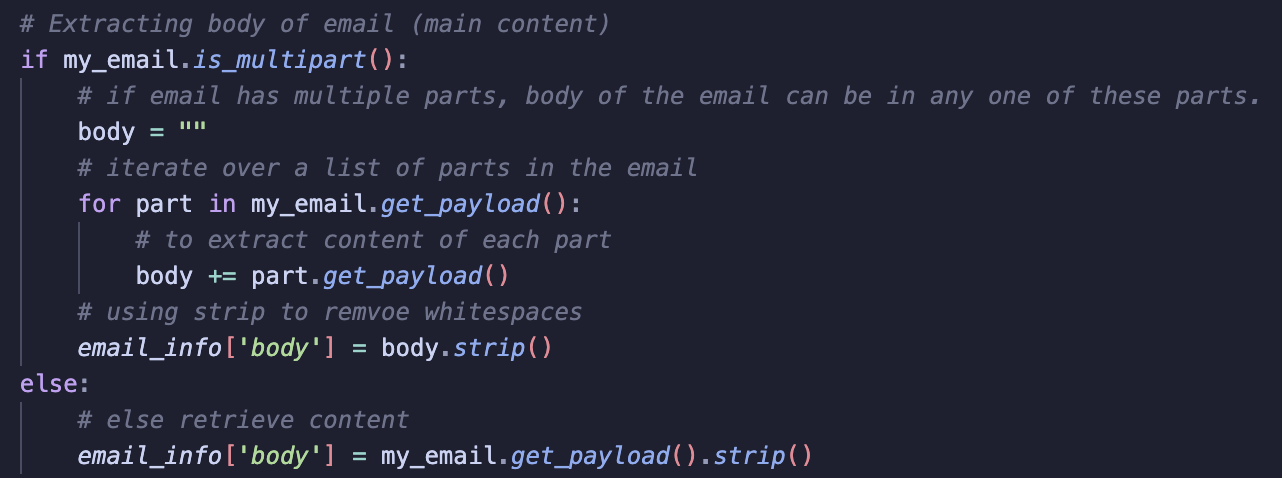 # Extracting body of email (main content)
if my_email.is_multipart():
    # if email has multiple parts, body of the email can be in any one of these parts.
    body = ""
    # iterate over a list of parts in the email
    for part in my_email.get_payload():
        # to extract content of each part
        body += part.get_payload()
    # using strip to remvoe whitespaces
    email_info['body'] = body.strip()
else:
    # else retrieve content
    email_info['body'] = my_email.get_payload().strip()